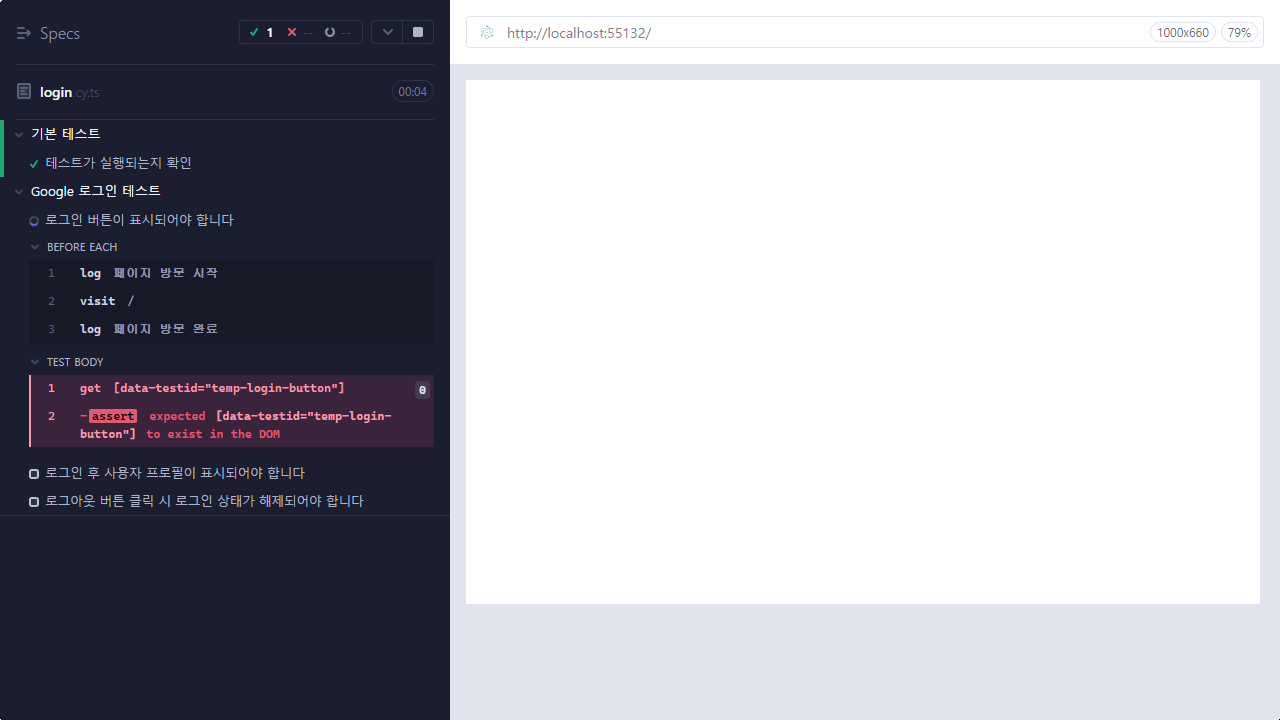 Specs
1
--
--
http://localhost:55132/
1000x660
79%
login.cy.ts
00:04
기본 테스트
테스트가 실행되는지 확인
Google 로그인 테스트
로그인 버튼이 표시되어야 합니다
BEFORE EACH
1 log 페이지 방문 시작
2 visit /
3 log 페이지 방문 완료
TEST BODY
1 get [data-testid="temp-login-button"] 0
2 -assert expected [data-testid="temp-login-
button"] to exist in the DOM
로그인 후 사용자 프로필이 표시되어야 합니다
로그아웃 버튼 클릭 시 로그인 상태가 해제되어야 합니다